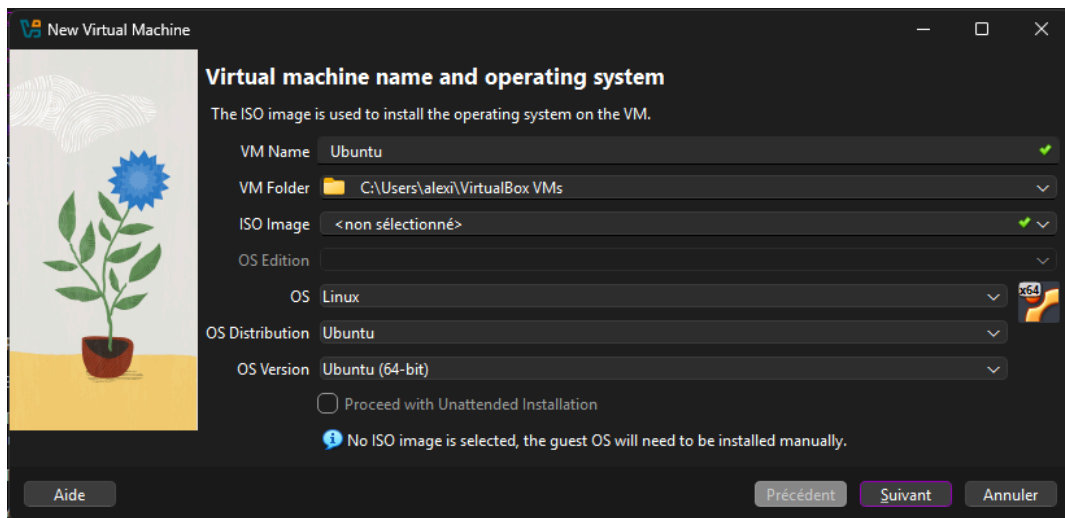 New Virtual Machine
Virtual machine name and operating system
The ISO image is used to install the operating system on the VM.
VM Name Ubuntu
VM Folder C:\Users\alexi\VirtualBox VMs
ISO Image <non sélectionné>
OS Edition
OS Linux
x64
OS Distribution Ubuntu
OS Version Ubuntu (64-bit)
Proceed with Unattended Installation
No ISO image is selected, the guest OS will need to be installed manually.
Aide Précédent Suivant Annuler